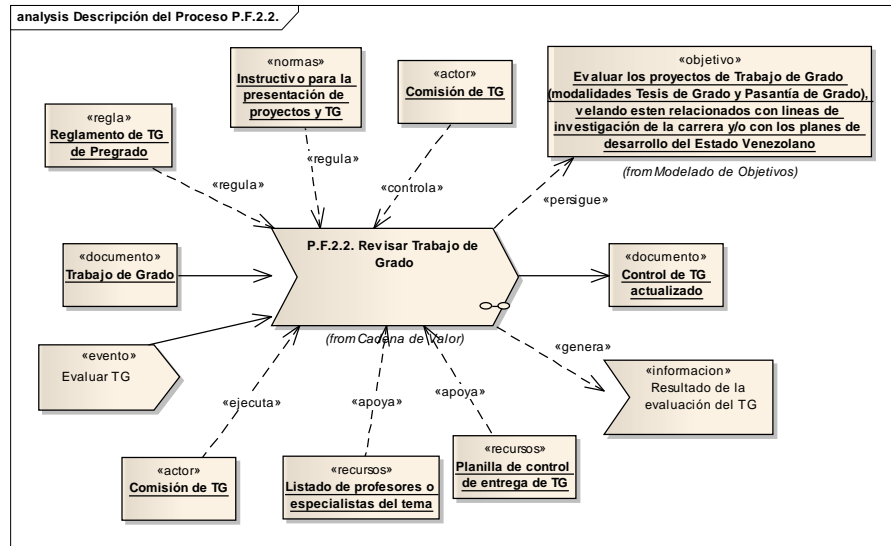 analysis Descripción del Proceso P.F.2.2.
«normas»
Instructivo para la
presentación de
proyectos y TG
«actor»
Comisión de TG
«objetivo»
Evaluar los proyectos de Trabajo de Grado
(modalidades Tesis de Grado y Pasantía de Grado),
velando esten relacionados con lineas de
investigación de la carrera y/o con los planes de
desarrollo del Estado Venezolano
(from Modelado de Objetivos)
«regla»
Reglamento de TG
de Pregrado
«regula»
«regula»
«controla»
«persigue»
P.F.2.2. Revisar Trabajo de
Grado
(from Cadena de Valor)
«documento»
Trabajo de Grado
«documento»
Control de TG
actualizado
«evento»
Evaluar TG
«genera»
«informacion»
Resultado de la
evaluación del TG
«ejecuta»
«apoya»
«apoya»
«actor»
Comisión de TG
«recursos»
Listado de profesores o
especialistas del tema
«recursos»
Planilla de control
de entrega de TG